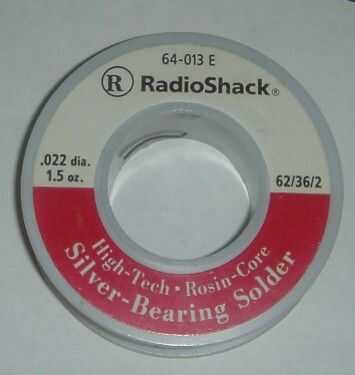 64-013 E
R RadioShack®
.022 dia.
1.5 oz.
62/36/2
High-Tech • Rosin-Core
Silver-Bearing Solder